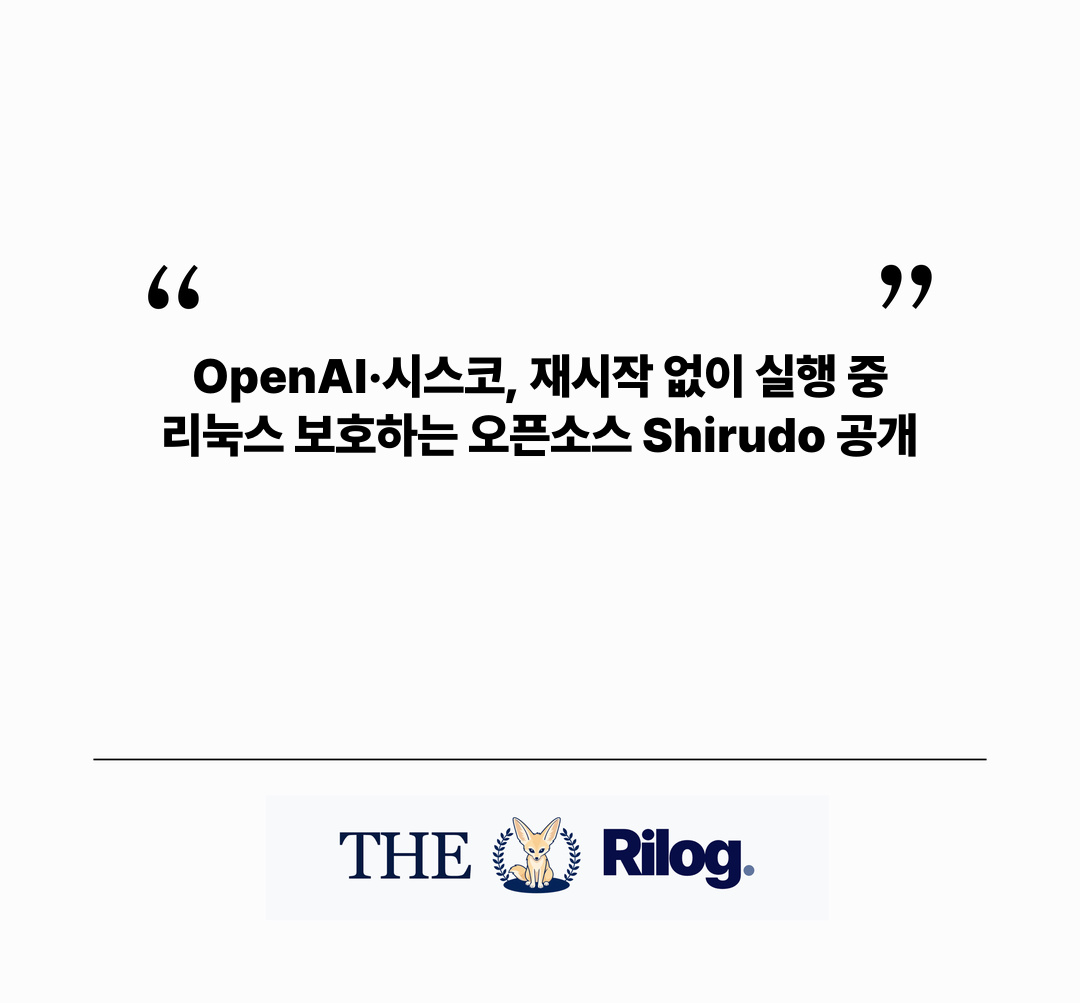 “ ”
OpenAI·시스코, 재시작 없이 실행 중
리눅스 보호하는 오픈소스 Shirudo 공개
THE Rilog.